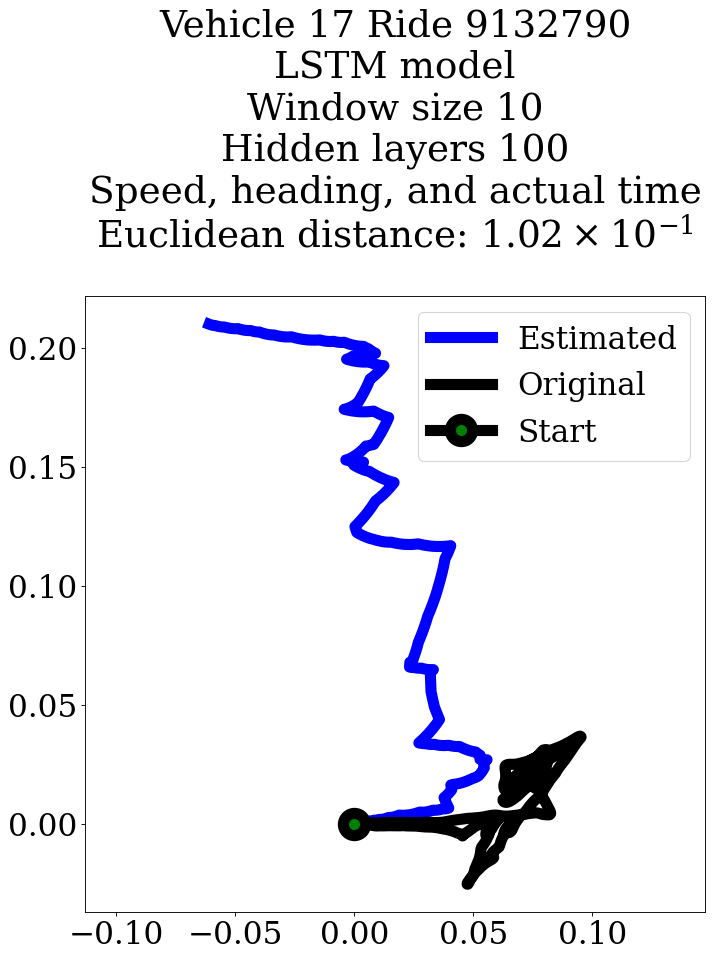 Vehicle 17 Ride 9132790
LSTM model
Window size 10
Hidden layers 100
Speed, heading, and actual time
Euclidean distance: 1.02 × 10⁻¹
Estimated
Original
Start
0.20
0.15
0.10
0.05
0.00
−0.10 −0.05 0.00 0.05 0.10